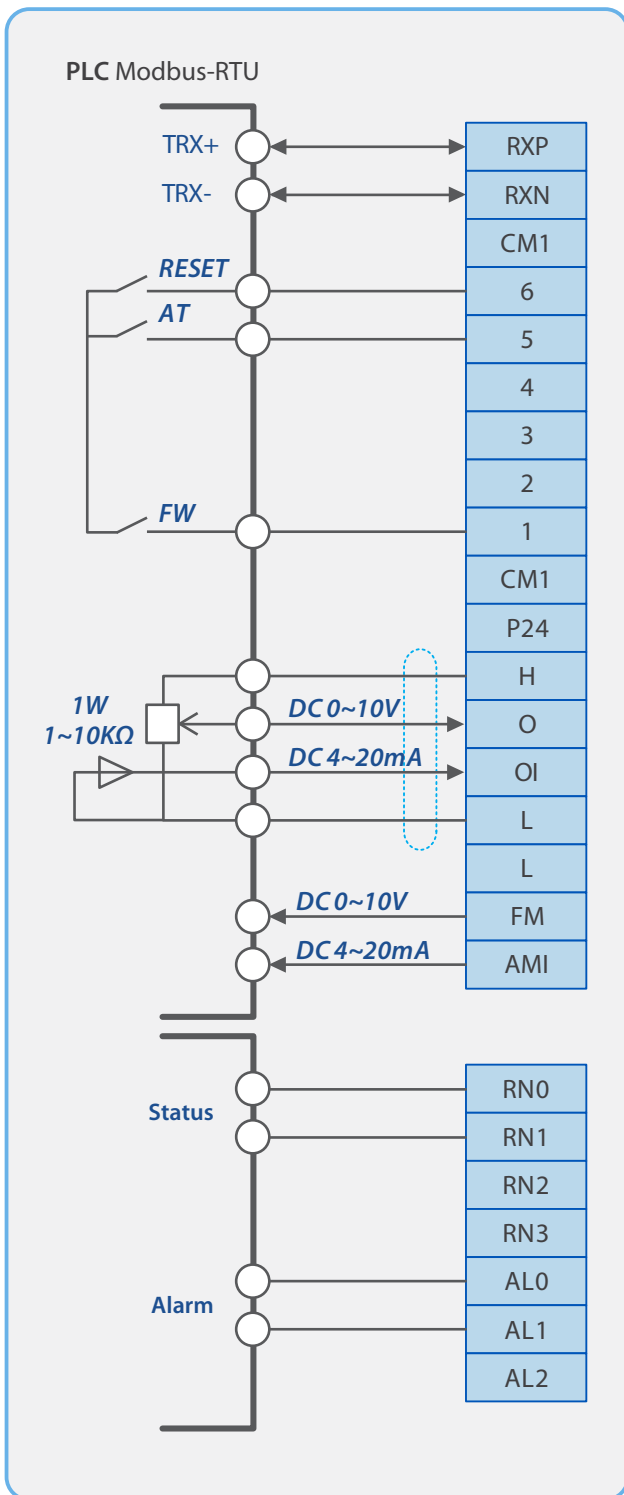 PLC Modbus-RTU
TRX+
RXP
TRX-
RXN
CM1
RESET
6
AT
5
4
3
2
FW
1
CM1
P24
H
1W
1~10KΩ
DC 0~10V
O
DC 4~20mA
OI
L
L
DC 0~10V
FM
DC 4~20mA
AMI
RN0
Status
RN1
RN2
RN3
AL0
Alarm
AL1
AL2